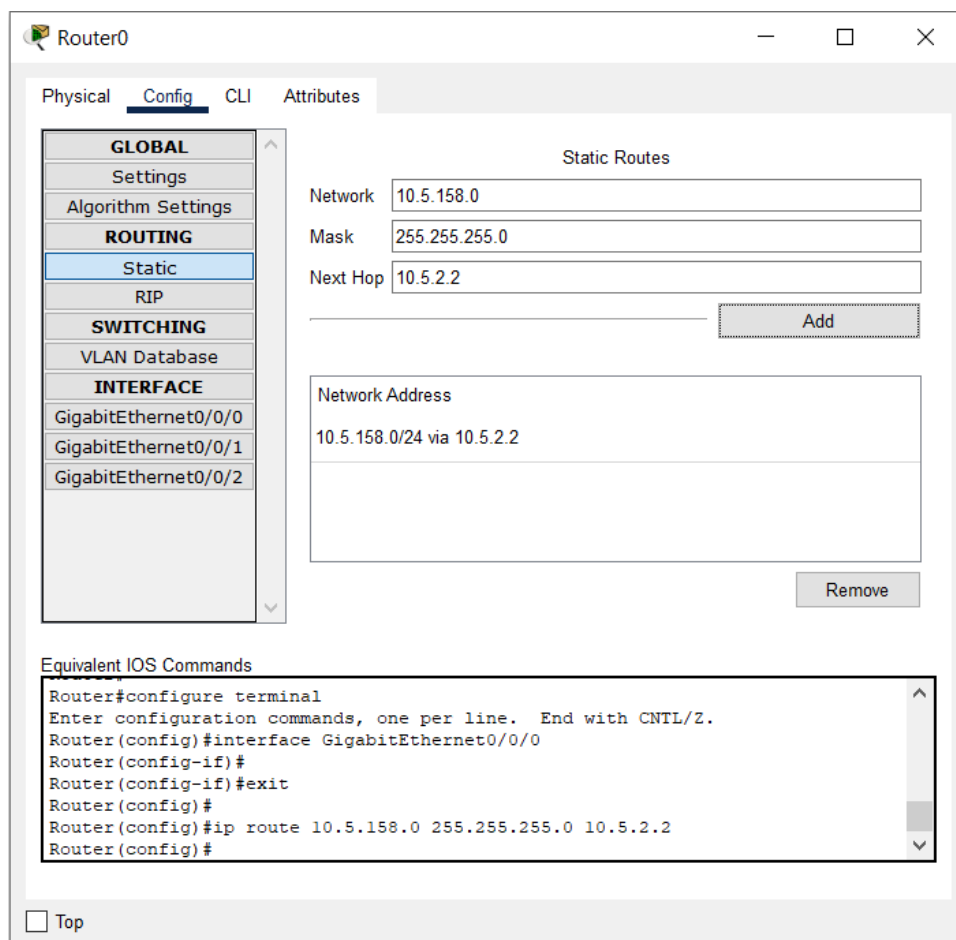 Router0
Physical Config CLI Attributes
GLOBAL
Settings
Algorithm Settings
ROUTING
Static
RIP
SWITCHING
VLAN Database
INTERFACE
GigabitEthernet0/0/0
GigabitEthernet0/0/1
GigabitEthernet0/0/2
Static Routes
Network 10.5.158.0
Mask 255.255.255.0
Next Hop 10.5.2.2
Add
Network Address
10.5.158.0/24 via 10.5.2.2
Remove
Equivalent IOS Commands
Router#configure terminal
Enter configuration commands, one per line.  End with CNTL/Z.
Router(config)#interface GigabitEthernet0/0/0
Router(config-if)#
Router(config-if)#exit
Router(config)#
Router(config)#ip route 10.5.158.0 255.255.255.0 10.5.2.2
Router(config)#
Top